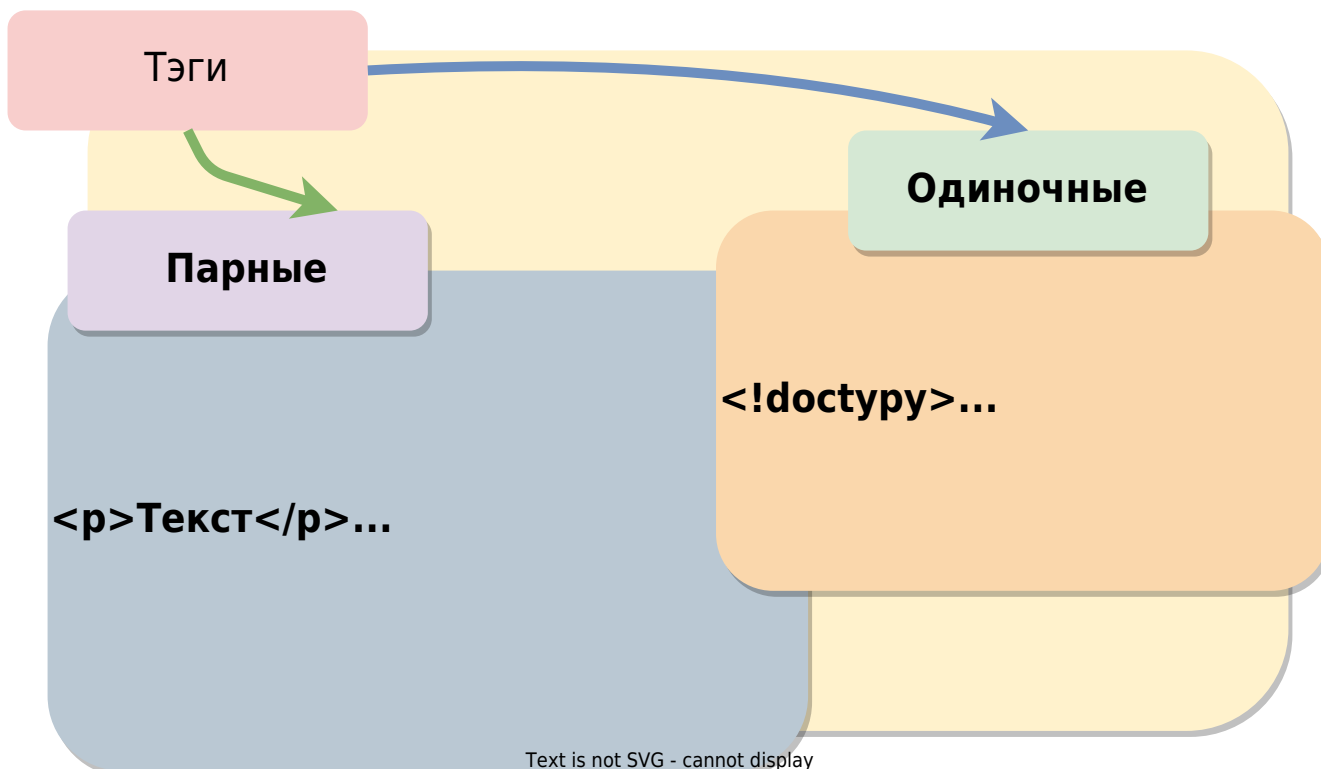 Тэги
Одиночные
Парные
<!doctypy>...
<p>Текст</p>...
Text is not SVG - cannot display